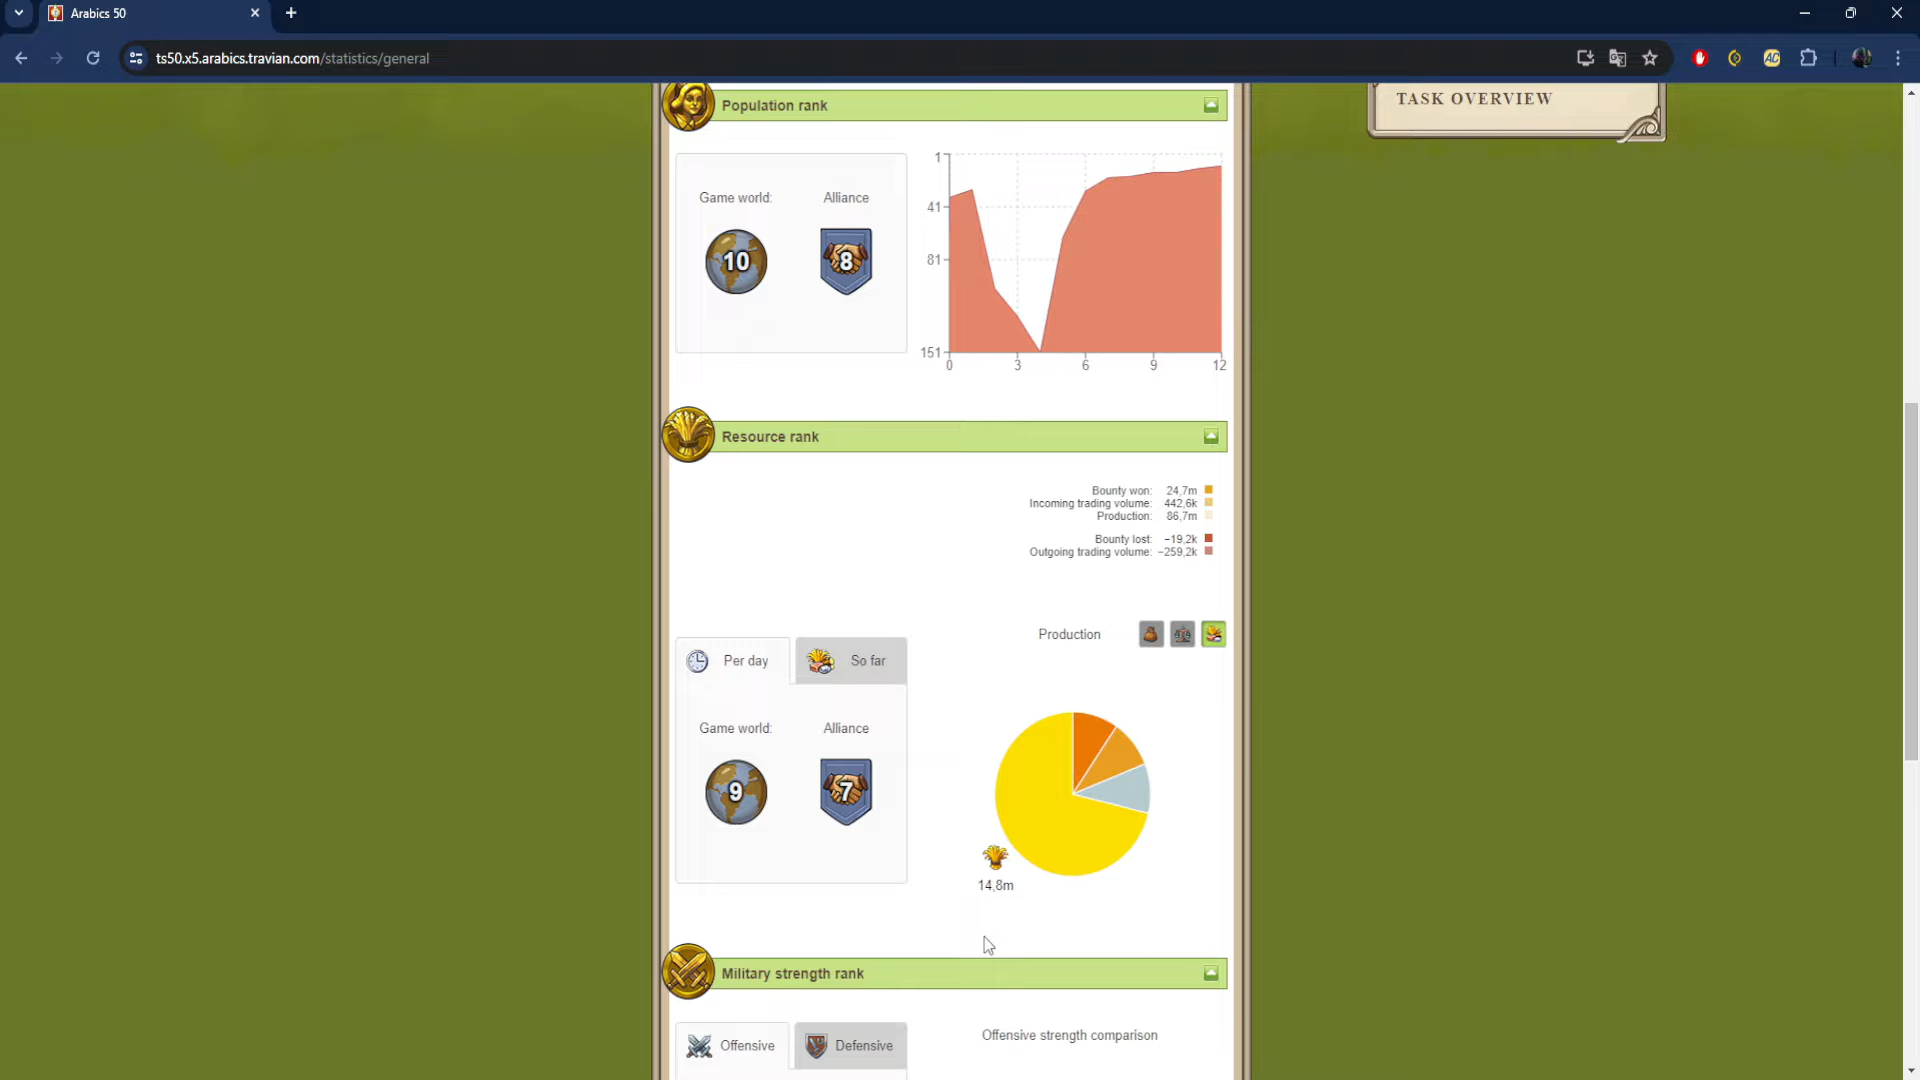 Arabics 50
ts50.x5.arabics.travian.com/statistics/general
AC
TASK OVERVIEW
Population rank
Game world: Alliance
10 8
1
41
81
151
0 3 6 9 12
Resource rank
Bounty won: 24,7m
Incoming trading volume: 442,6k
Production: 86,7m
Bounty lost: −19,2k
Outgoing trading volume: −259,2k
Production
Per day So far
Game world: Alliance
9 7
14,8m
Military strength rank
Offensive Defensive
Offensive strength comparison